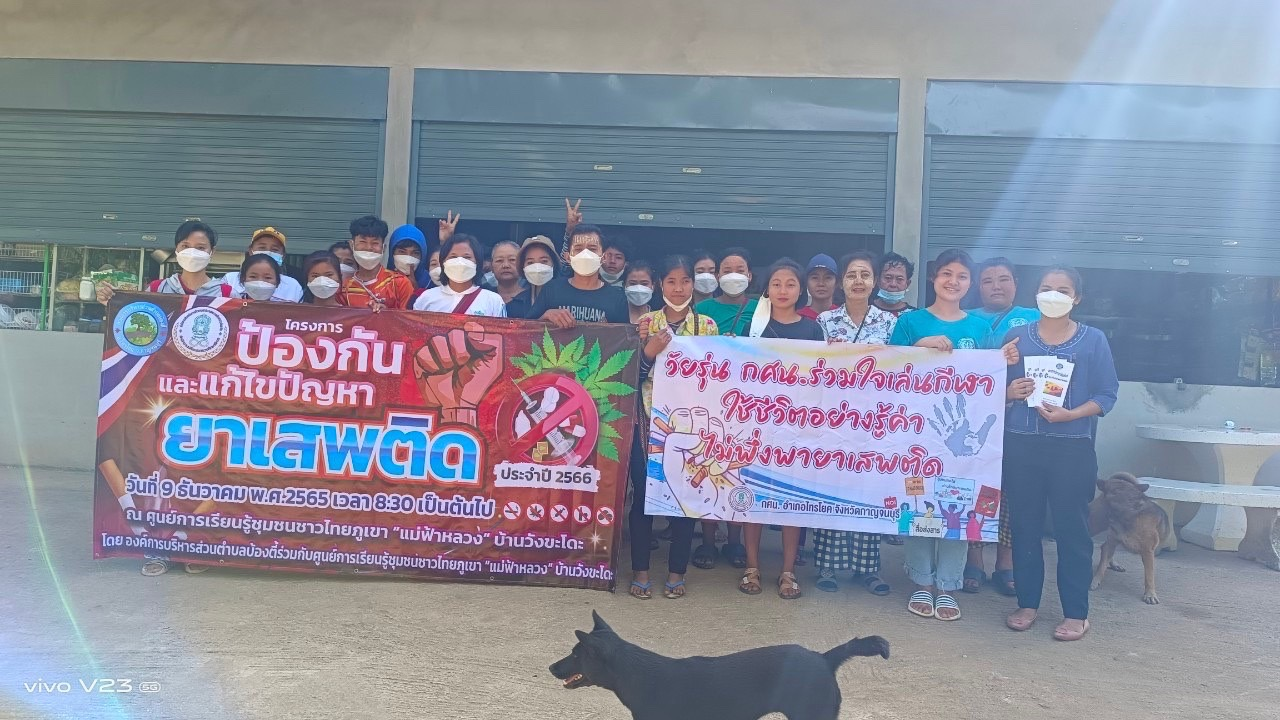 โครงการ
ป้องกัน
และแก้ไขปัญหา
ยาเสพติด
ประจำปี 2566
วันที่ 9 ธันวาคม พ.ศ.2565 เวลา 8:30 เป็นต้นไป
ณ ศูนย์การเรียนรู้ชุมชนชาวไทยภูเขา "แม่ฟ้าหลวง" บ้านวังขะโดะ
โดย องค์การบริหารส่วนตำบลบ้องตี้ร่วมกับศูนย์การเรียนรู้ชุมชนชาวไทยภูเขา "แม่ฟ้าหลวง" บ้านวังขะโดะ
MARIHUANA
วัยรุ่น กศน.ร่วมใจเล่นกีฬา
ใช้ชีวิตอย่างรู้ค่า
ไม่พึ่งพายาเสพติด
กศน. อำเภอไทรโยค จังหวัดกาญจนบุรี
สื่อสังสาร
vivo V23 5G